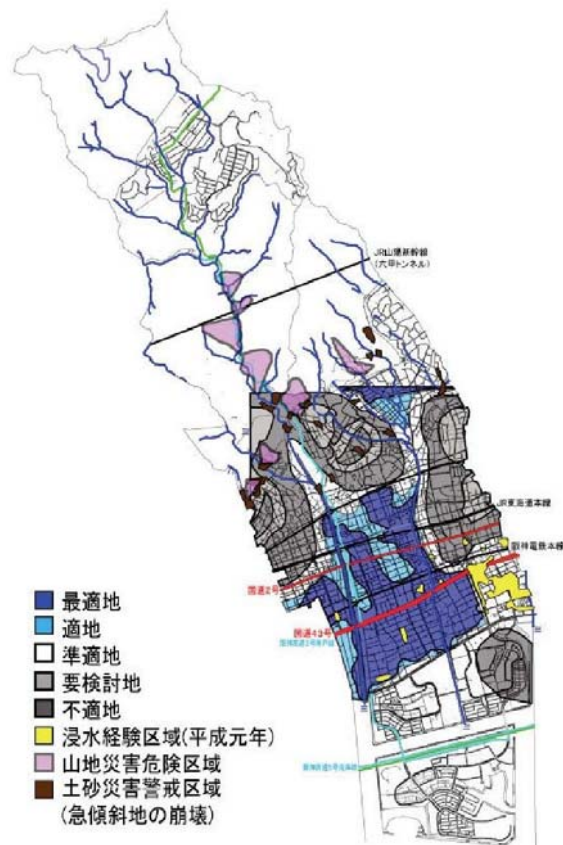 JR山陽新幹線
(六甲トンネル)
JR東海道本線
阪神電鉄本線
国道2号
国道43号
最適地
適地
準適地
要検討地
不適地
浸水経験区域(平成元年)
山地災害危険区域
土砂災害警戒区域
(急傾斜地の崩壊)